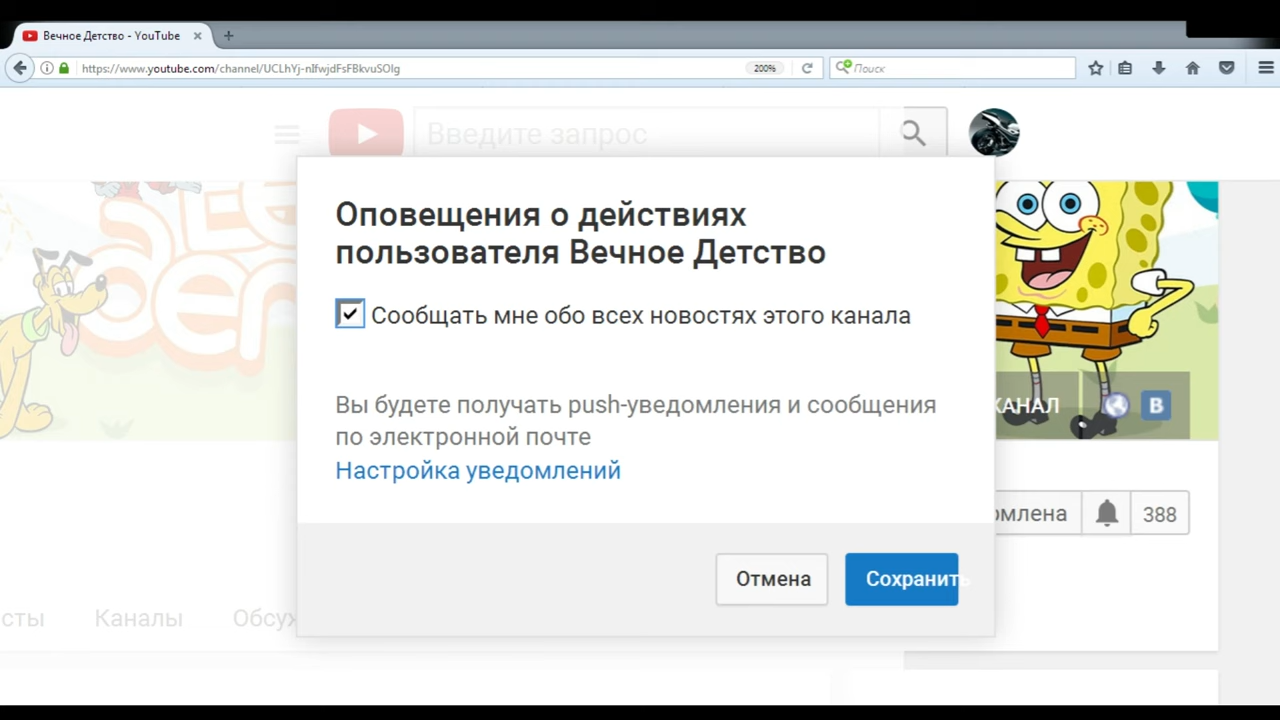 Вечное Детство - YouTube
https://www.youtube.com/channel/UCLhYj-nIfwjdFsFBkvuSOIg
200%
Поиск
Введите запрос
Оповещения о действиях
пользователя Вечное Детство
Сообщать мне обо всех новостях этого канала
Вы будете получать push-уведомления и сообщения
по электронной почте
Настройка уведомлений
КАНАЛ
B
омлена
388
Отмена
Сохранить
сты
Каналы
Обсуж